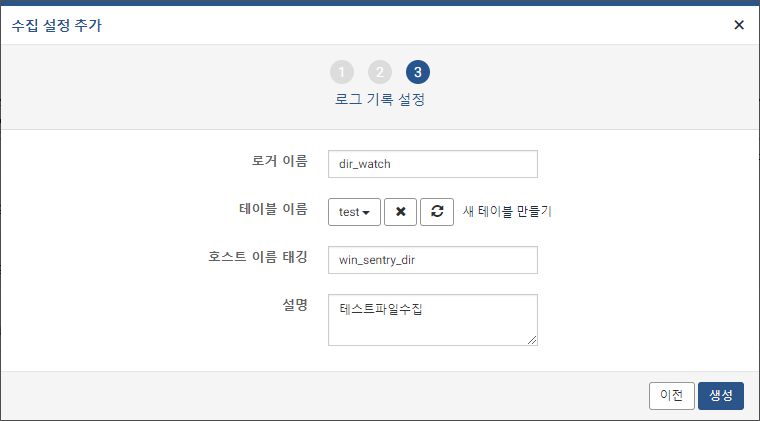 수집 설정 추가
1 2 3
로그 기록 설정
로거 이름 dir_watch
테이블 이름 test 새 테이블 만들기
호스트 이름 태깅 win_sentry_dir
설명 테스트파일수집
이전 생성